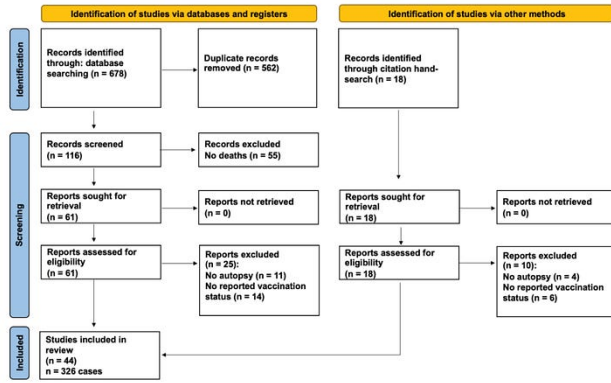 Identification of studies via databases and registers
Identification of studies via other methods
Identification
Records identified
through: database
searching (n = 678)
Duplicate records
removed (n = 562)
Records identified
through citation hand-
search (n = 18)
Screening
Records screened
(n = 116)
Records excluded
No deaths (n = 55)
Reports sought for
retrieval
(n = 61)
Reports not retrieved
(n = 0)
Reports sought for
retrieval
(n = 18)
Reports not retrieved
(n = 0)
Reports assessed for
eligibility
(n = 61)
Reports excluded
(n = 25):
No autopsy (n = 11)
No reported vaccination
status (n = 14)
Reports assessed for
eligibility
(n = 18)
Reports excluded
(n = 10):
No autopsy (n = 4)
No reported vaccination
status (n = 6)
Included
Studies included in
review
(n = 44)
n = 326 cases